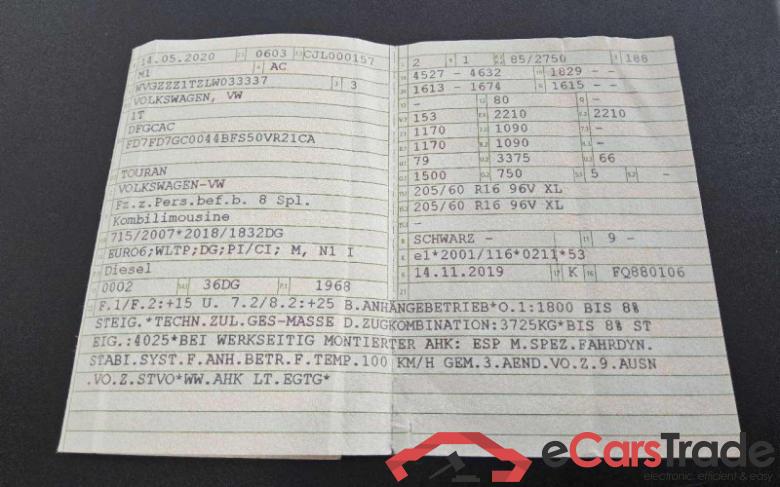 14.05.2020 0603 CJL000157
M1 AC
WVGZZZ1TZLW033337 3
VOLKSWAGEN, VW
1T
DFGCAC
FD7FD7GC0044BFS50VR21CA
TOURAN
VOLKSWAGEN-VW
Fz.z.Pers.bef.b. 8 Spl.
Kombilimousine
715/2007*2018/1832DG
EURO6;WLTP;DG;PI/CI; M, N1 I
Diesel
0002 36DG 1968
2 1 85/2750 188
4527 - 4632 1829 - -
1613 - 1674 1615 - -
- 80 -
153 2210 2210
1170 1090 -
1170 1090 -
79 3375 66
1500 750 5 -
205/60 R16 96V XL
205/60 R16 96V XL
-
SCHWARZ - 9 -
e1*2001/116*0211*53
14.11.2019 K FQ880106
F.1/F.2:+15 U. 7.2/8.2:+25 B.ANHÄNGEBETRIEB*O.1:1800 BIS 8%
STEIG.*TECHN.ZUL.GES-MASSE D.ZUGKOMBINATION:3725KG*BIS 8% ST
EIG.:4025*BEI WERKSEITIG MONTIERTER AHK: ESP M.SPEZ.FAHRDYN.
STABI.SYST.F.ANH.BETR.F.TEMP.100 KM/H GEM.3.AEND.VO.Z.9.AUSN
.VO.Z.STVO*WW.AHK LT.EGTG*
eCarsTrade
electronic, efficient & easy